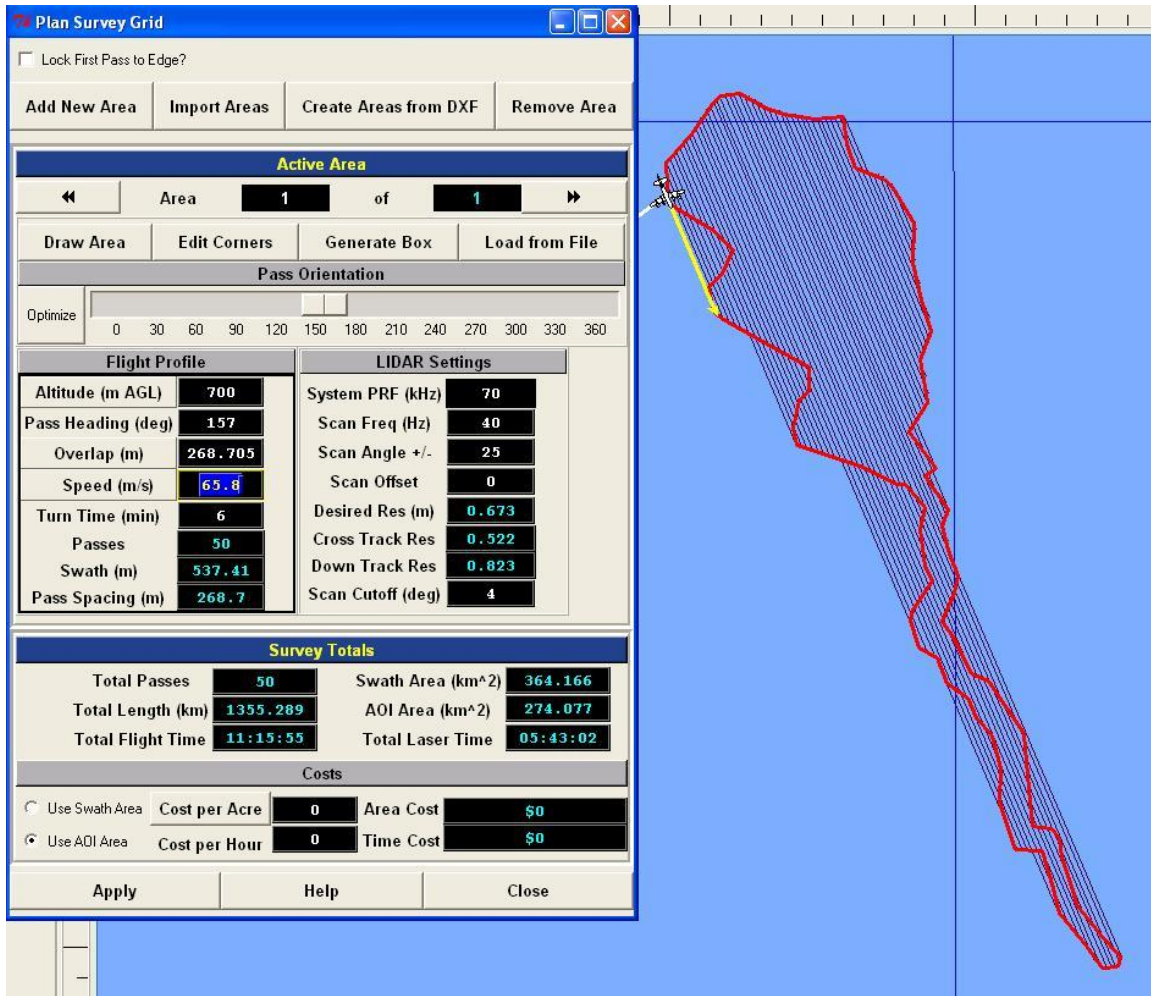 Plan Survey Grid
Lock First Pass to Edge?
Add New Area Import Areas Create Areas from DXF Remove Area
Active Area
Area 1 of 1
Draw Area Edit Corners Generate Box Load from File
Pass Orientation
Optimize
0 30 60 90 120 150 180 210 240 270 300 330 360
Flight Profile LIDAR Settings
Altitude (m AGL) 700 System PRF (kHz) 70
Pass Heading (deg) 157 Scan Freq (Hz) 40
Overlap (m) 268.705 Scan Angle +/- 25
Speed (m/s) 65.8 Scan Offset 0
Turn Time (min) 6 Desired Res (m) 0.673
Passes 50 Cross Track Res 0.522
Swath (m) 537.41 Down Track Res 0.823
Pass Spacing (m) 268.7 Scan Cutoff (deg) 4
Survey Totals
Total Passes 50 Swath Area (km^2) 364.166
Total Length (km) 1355.289 AOI Area (km^2) 274.077
Total Flight Time 11:15:55 Total Laser Time 05:43:02
Costs
Use Swath Area Cost per Acre 0 Area Cost $0
Use AOI Area Cost per Hour 0 Time Cost $0
Apply Help Close